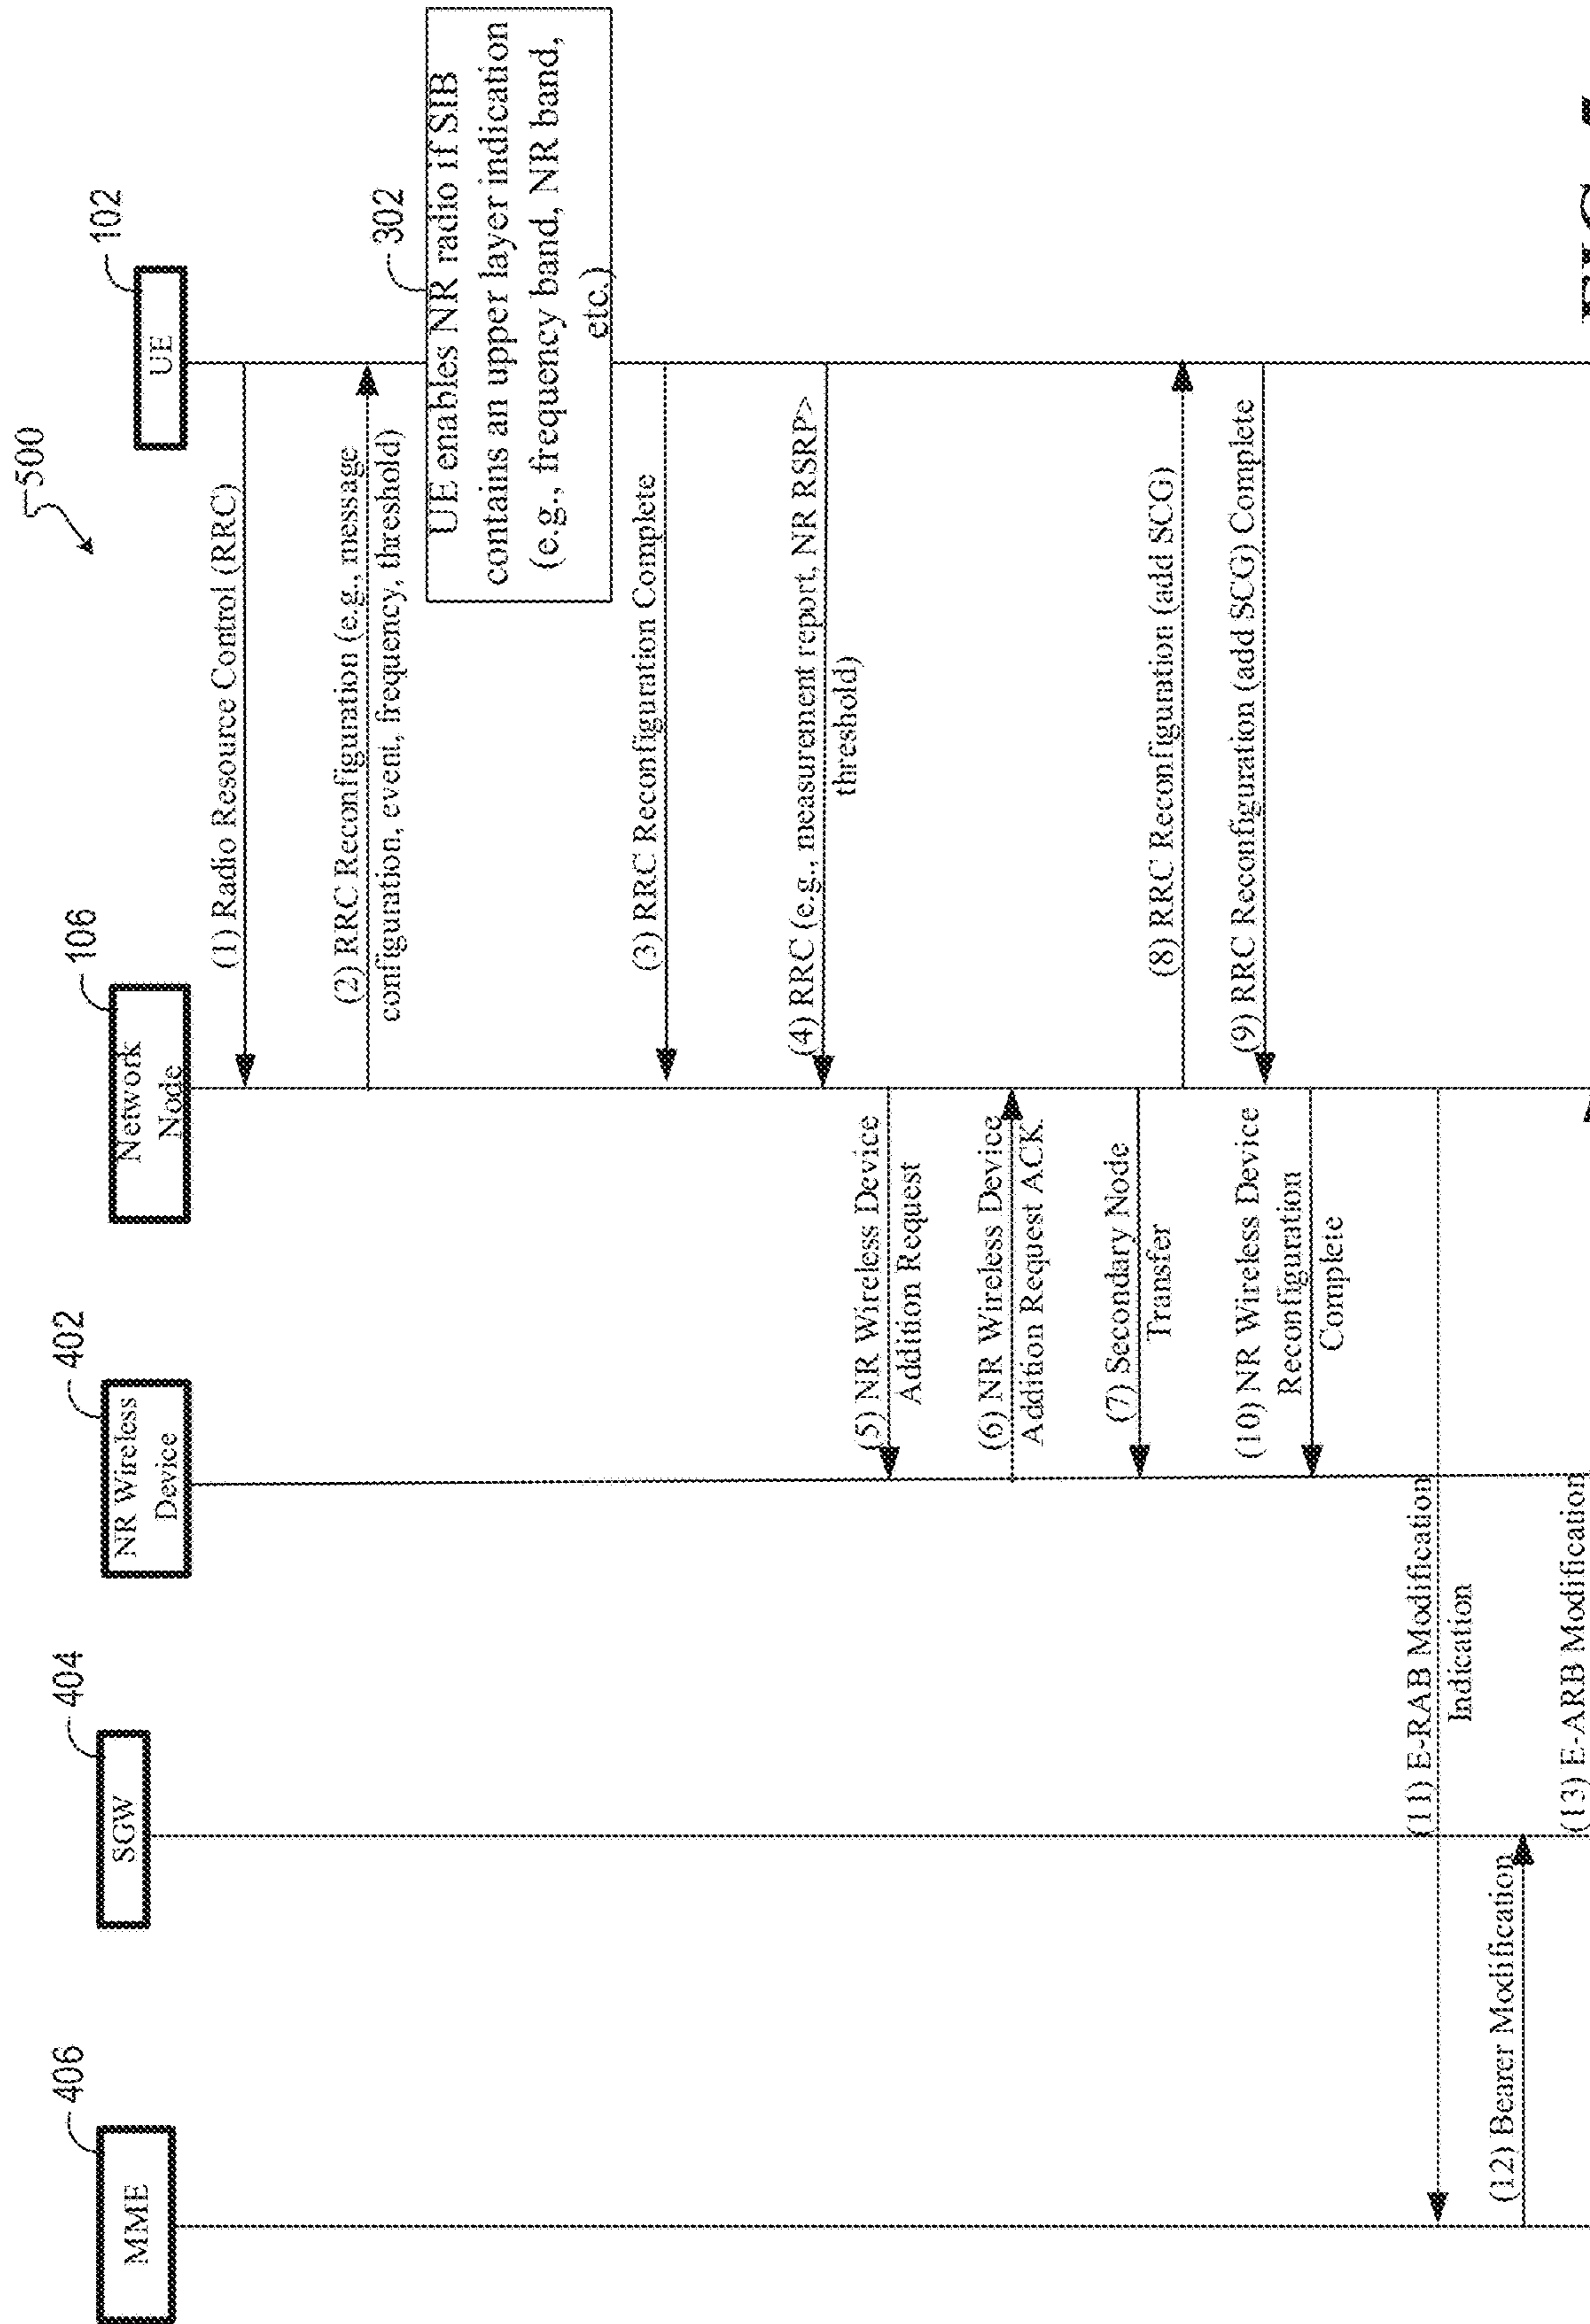 500
406
MME
404
SGW
402
NR Wireless
Device
106
Network
Node
102
UE
(1) Radio Resource Control (RRC)
(2) RRC Reconfiguration (e.g., message
configuration, event, frequency, threshold)
302
UE enables NR radio if SIB
contains an upper layer indication
(e.g., frequency band, NR band,
etc.)
(3) RRC Reconfiguration Complete
(4) RRC (e.g., measurement report, NR RSRP>
threshold)
(5) NR Wireless Device
Addition Request
(6) NR Wireless Device
Addition Request ACK.
(7) Secondary Node
Transfer
(8) RRC Reconfiguration (add SCG)
(9) RRC Reconfiguration (add SCG) Complete
(10) NR Wireless Device
Reconfiguration
Complete
(11) E-RAB Modification
Indication
(12) Bearer Modification
(13) E-ARB Modification